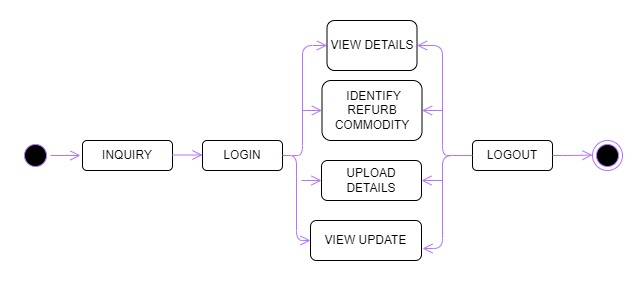 VIEW DETAILS
IDENTIFY
REFURB
COMMODITY
INQUIRY
LOGIN
LOGOUT
UPLOAD
DETAILS
VIEW UPDATE